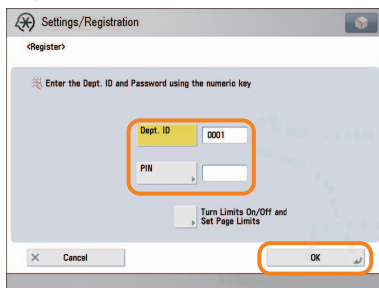 Settings/Registration
<Register>
Enter the Dept. ID and Password using the numeric key
Dept. ID
0001
PIN
Turn Limits On/Off and
Set Page Limits
Cancel
OK